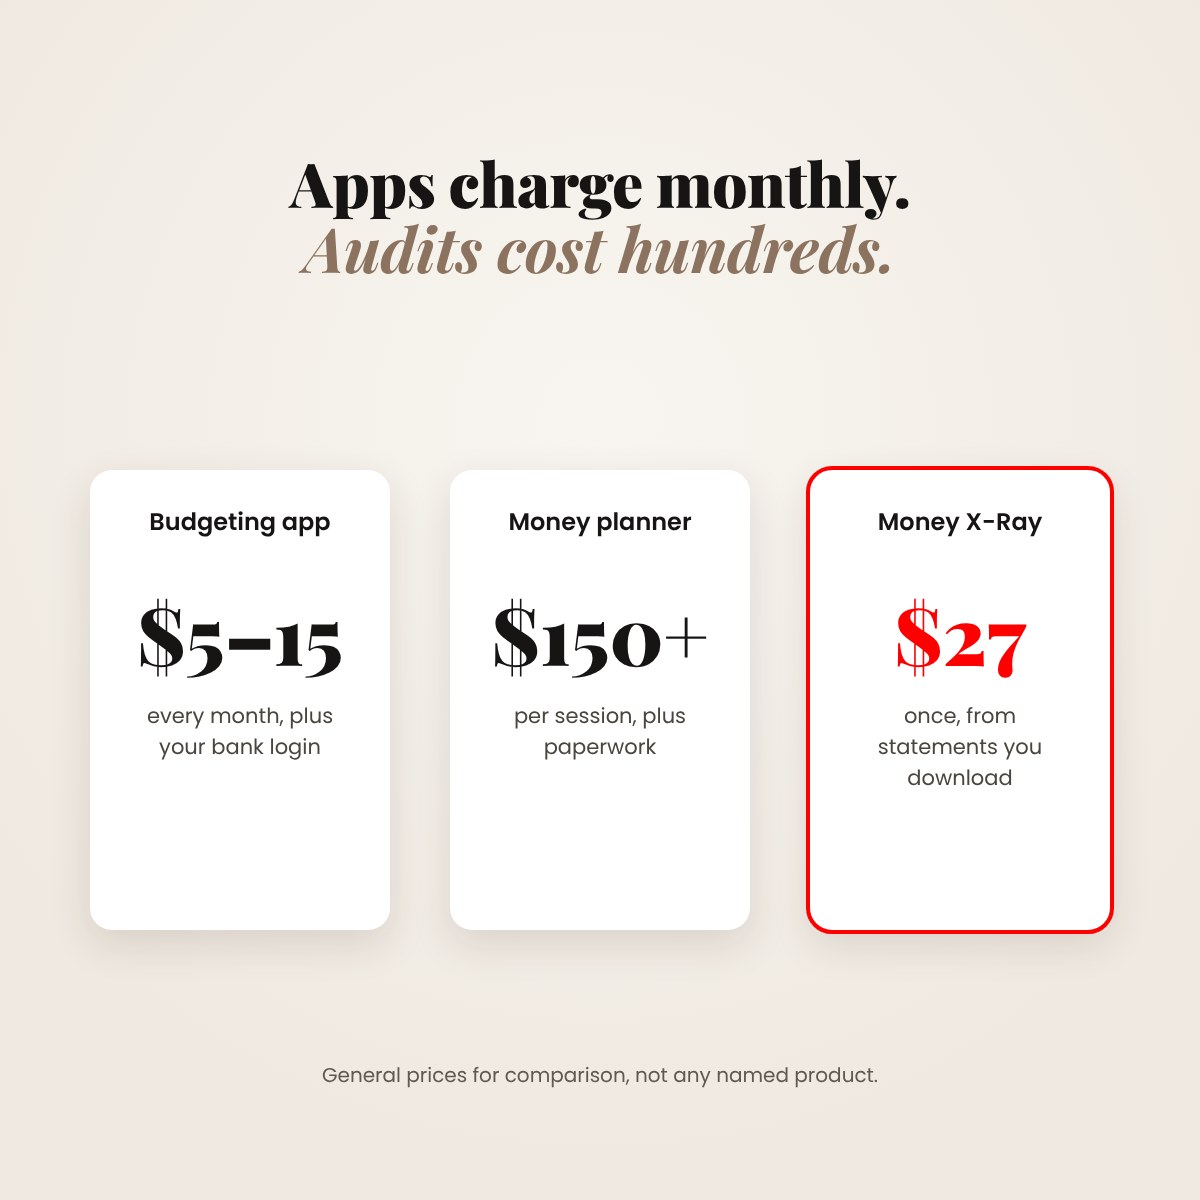 Apps charge monthly.
Audits cost hundreds.
Budgeting app
$5–15
every month, plus
your bank login
Money planner
$150+
per session, plus
paperwork
Money X-Ray
$27
once, from
statements you
download
General prices for comparison, not any named product.